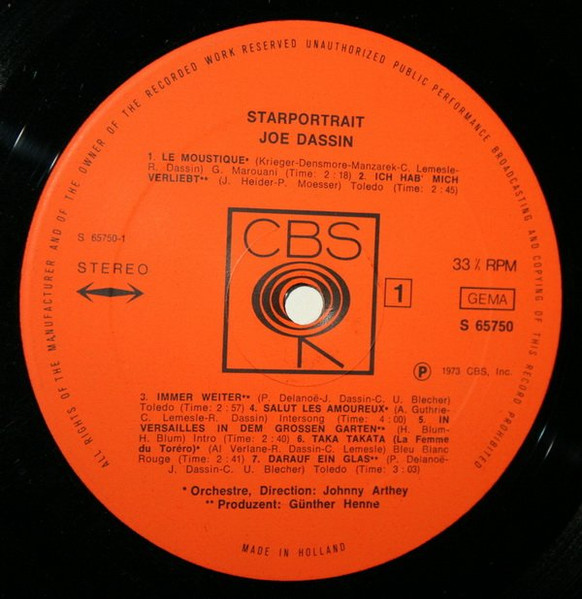 ALL RIGHTS OF THE MANUFACTURER AND OF THE OWNER OF THE RECORDED WORK RESERVED UNAUTHORIZED PUBLIC PERFORMANCE BROADCASTING AND COPYING OF THIS RECORD PROHIBITED
STARPORTRAIT
JOE DASSIN
1. LE MOUSTIQUE* (Krieger-Densmore-Manzarek-C. Lemesle-
R. Dassin) G. Marouani (Time: 2:18) 2. ICH HAB' MICH
VERLIEBT** (J. Heider-P. Moesser) Toledo (Time: 2:45)
S 65750-1
STEREO
CBS
33⅓ RPM
1
GEMA
S 65750
P 1973 CBS, Inc.
3. IMMER WEITER** (P. Delanoë-J. Dassin-C. U. Blecher)
Toledo (Time: 2:57) 4. SALUT LES AMOUREUX* (A. Guthrie-
C. Lemesle-R. Dassin) Intersong (Time: 4:00) 5. IN
VERSAILLES IN DEM GROSSEN GARTEN** (H. Blum-
H. Blum) Intro (Time: 2:40) 6. TAKA TAKATA (La Femme
du Toréro)* (Al Verlane-R. Dassin-C. Lemesle) Bleu Blanc
Rouge (Time: 2:41) 7. DARAUF EIN GLAS** (P. Delanoë-
J. Dassin-C. U. Blecher) Toledo (Time: 3:03)
* Orchestre, Direction: Johnny Arthey
** Produzent: Günther Henne
MADE IN HOLLAND